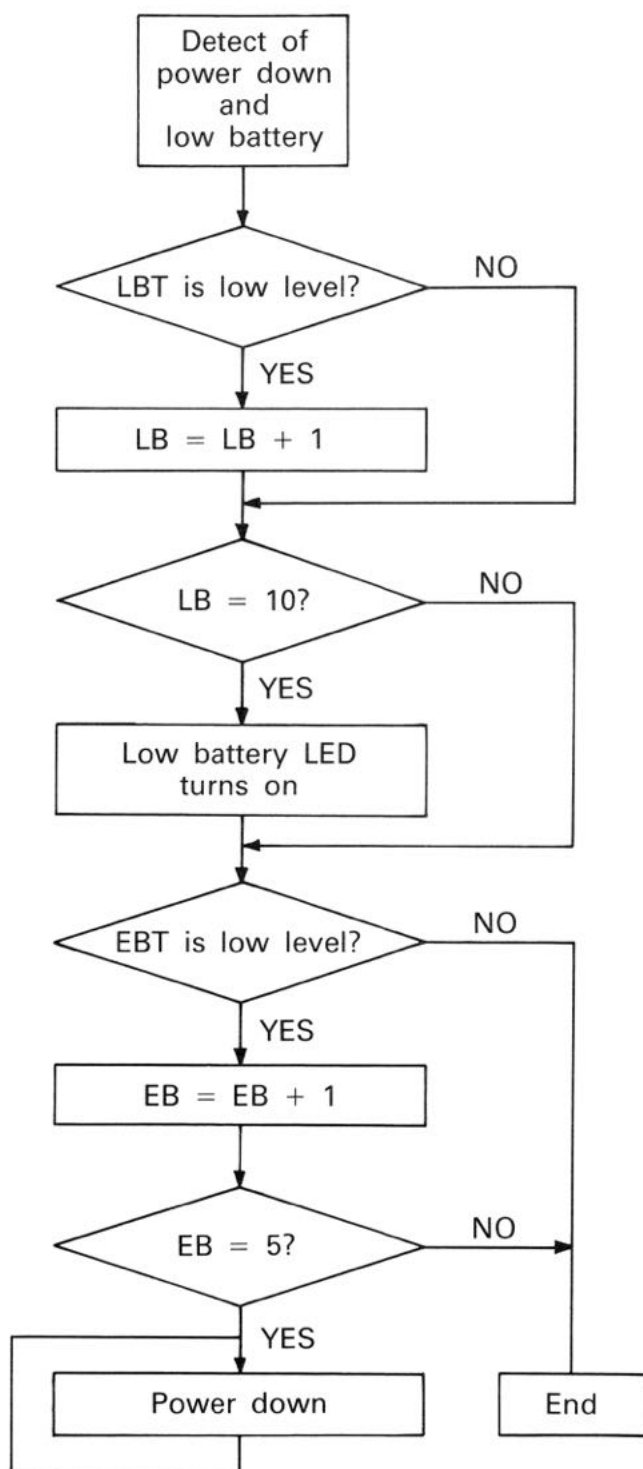 Detect of
power down
and
low battery
LBT is low level?
NO
YES
LB = LB + 1
LB = 10?
NO
YES
Low battery LED
turns on
EBT is low level?
NO
YES
EB = EB + 1
EB = 5?
NO
YES
Power down
End